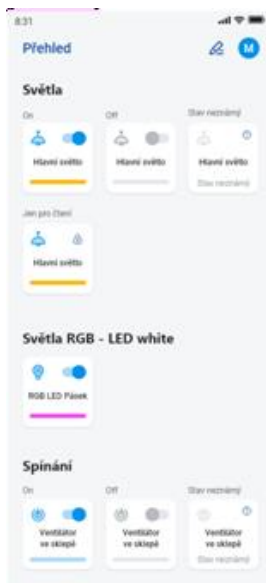 8:31
Přehled
M
Světla
On
Off
Stav neznámý
Hlavní světlo
Hlavní světlo
Hlavní světlo
Stav neznámý
Jen pro čtení
Hlavní světlo
Světla RGB - LED white
RGB LED Pásek
Spínání
On
Off
Stav neznámý
Ventilátor
ve sklepě
Ventilátor
ve sklepě
Ventilátor
ve sklepě
Stav neznámý